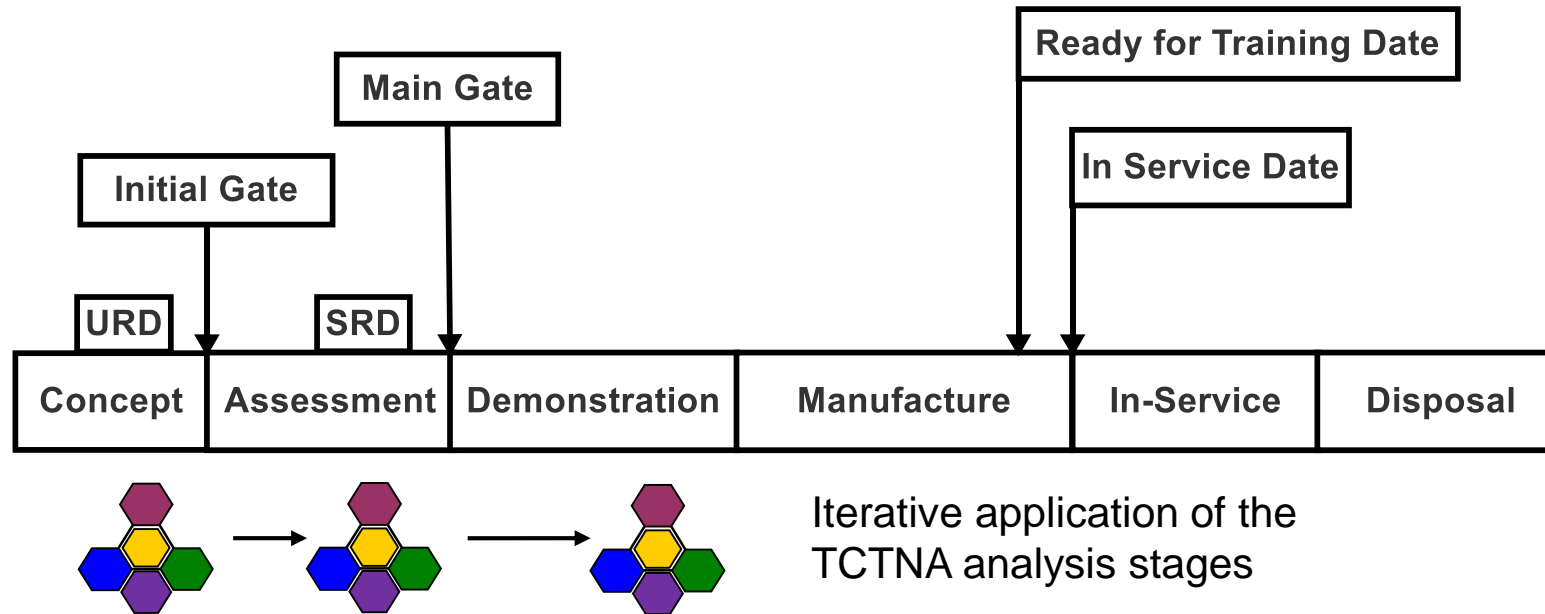 Ready for Training Date
Main Gate
In Service Date
Initial Gate
URD
SRD
Concept
Assessment
Demonstration
Manufacture
In-Service
Disposal
Iterative application of the
TCTNA analysis stages